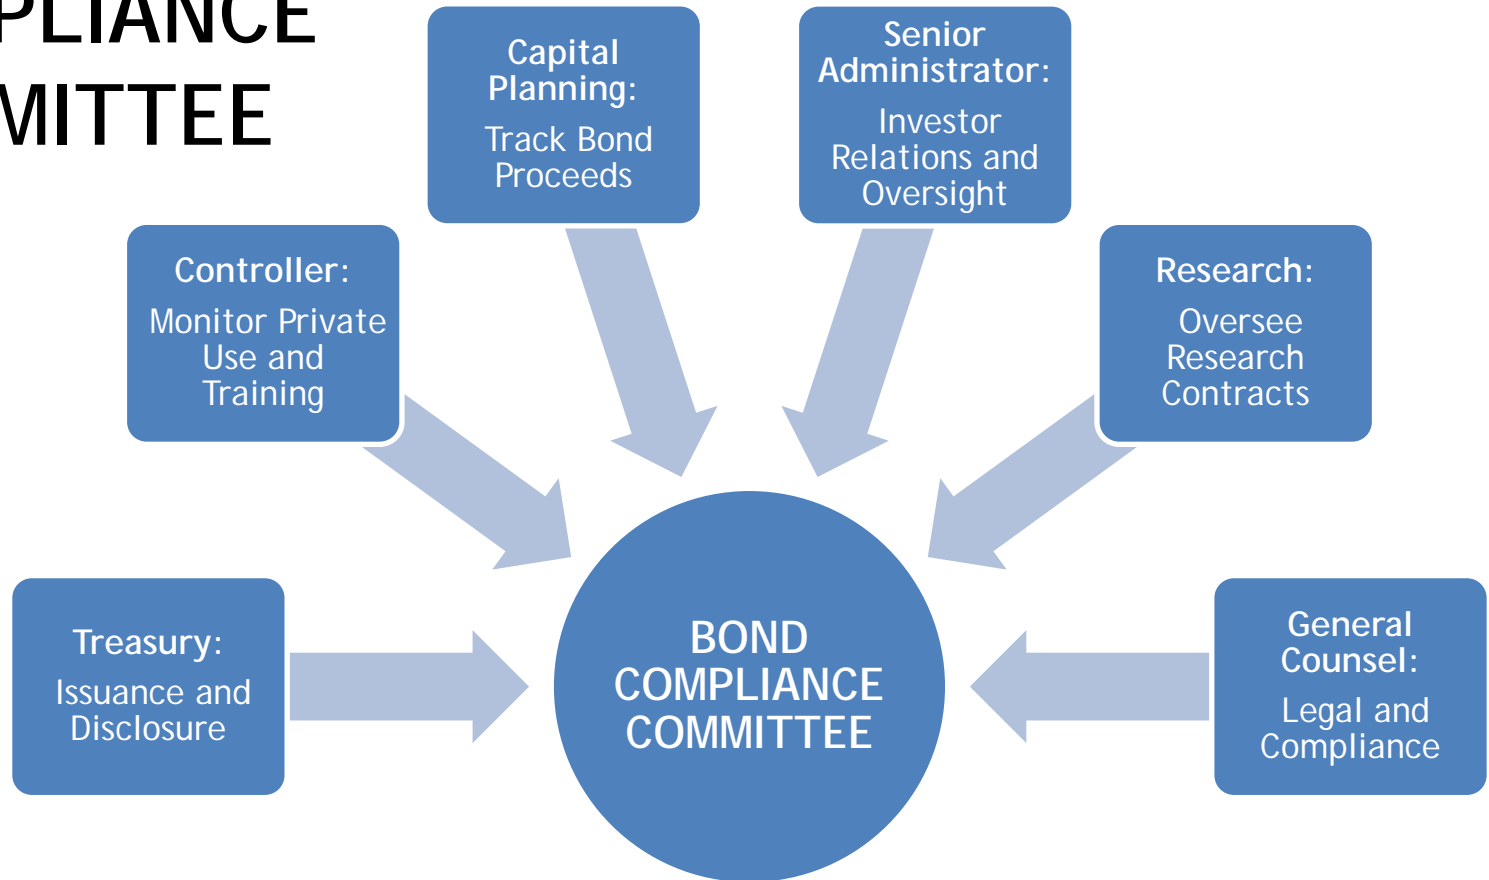 PLIANCE
MITTEE
Capital
Planning:
Track Bond
Proceeds
Senior
Administrator:
Investor
Relations and
Oversight
Controller:
Monitor Private
Use and
Training
Research:
Oversee
Research
Contracts
Treasury:
Issuance and
Disclosure
BOND
COMPLIANCE
COMMITTEE
General
Counsel:
Legal and
Compliance